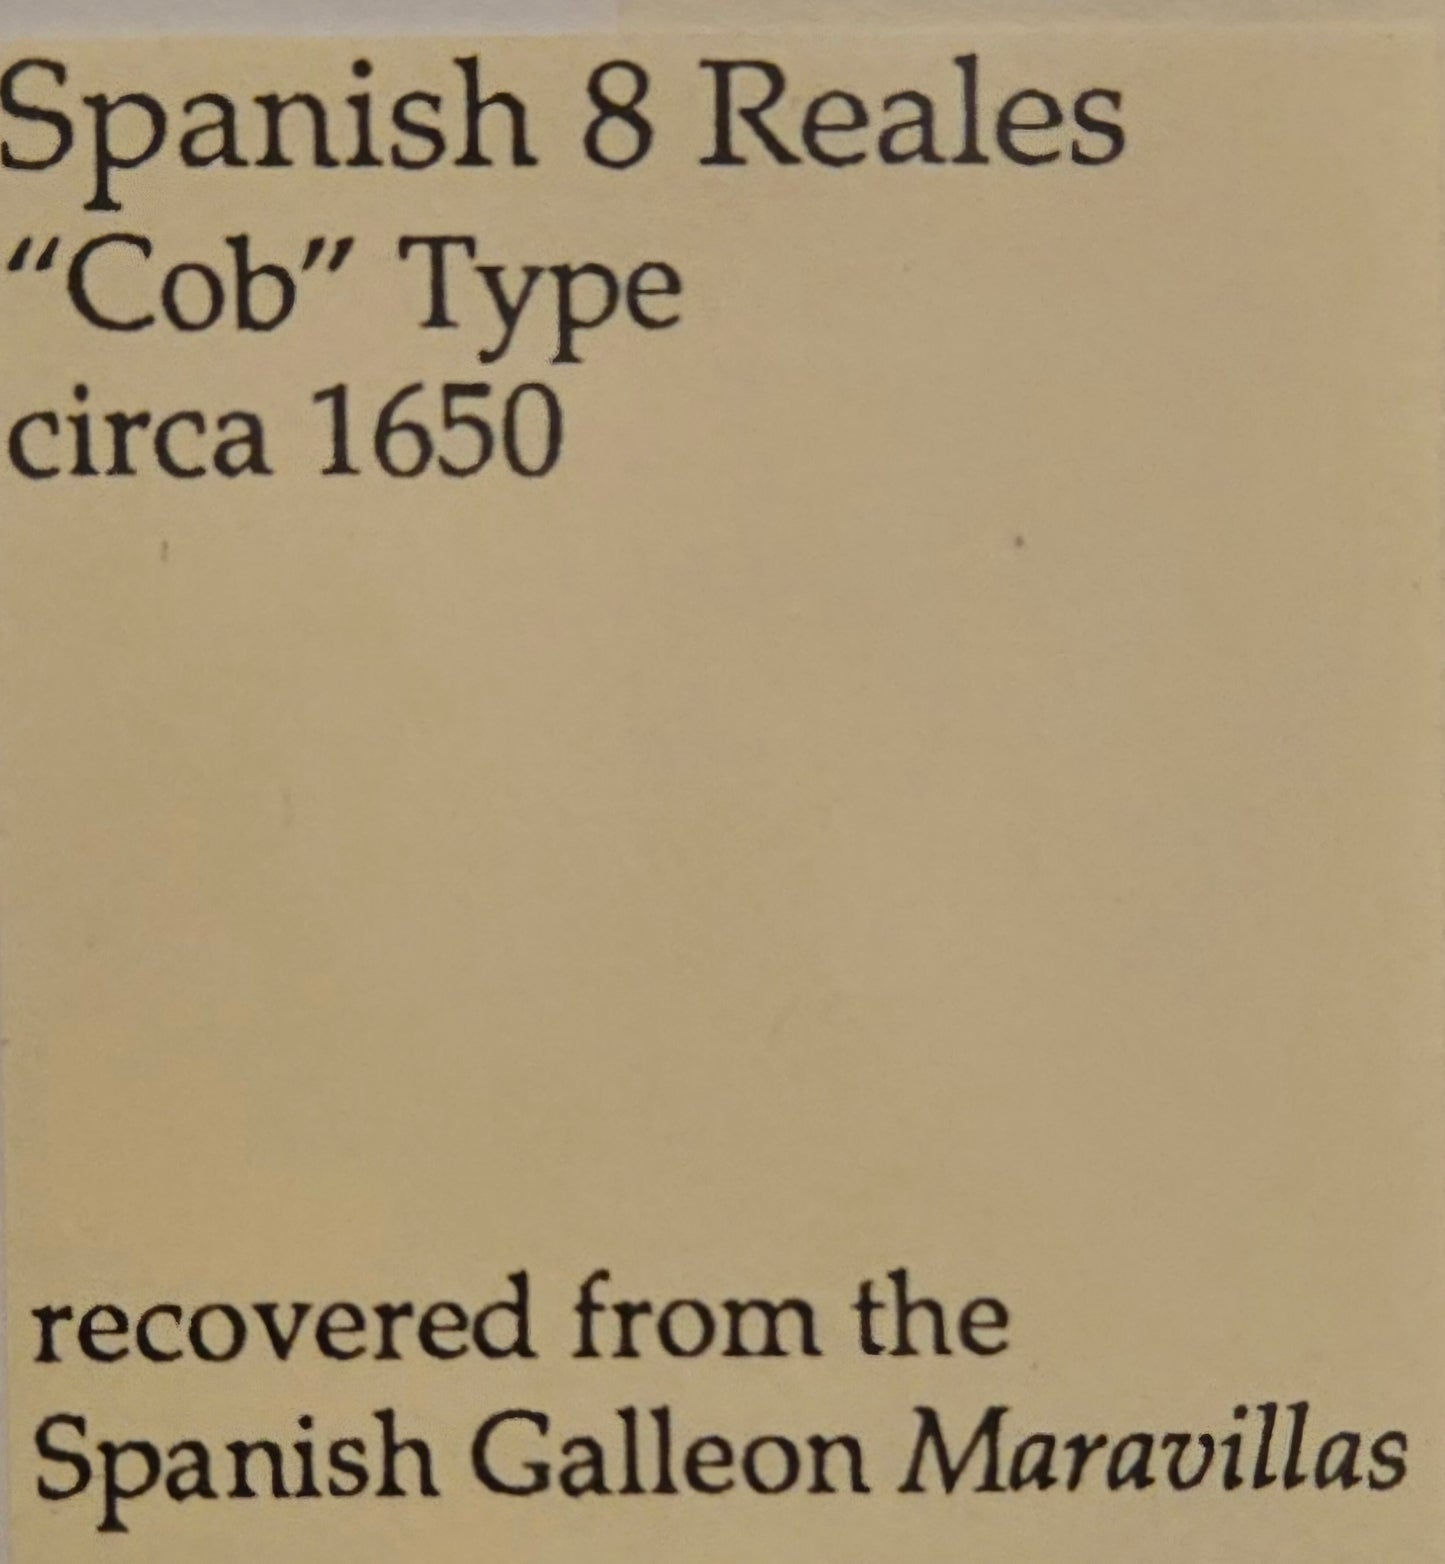 Spanish 8 Reales
“Cob” Type
circa 1650
recovered from the
Spanish Galleon Maravillas